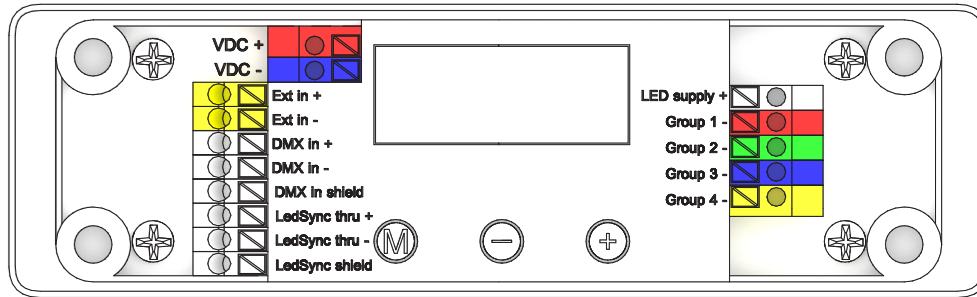 VDC +
VDC -
Ext in +
Ext in -
DMX in +
DMX in -
DMX in shield
LedSync thru +
LedSync thru -
LedSync shield
M
-
+
LED supply +
Group 1 -
Group 2 -
Group 3 -
Group 4 -